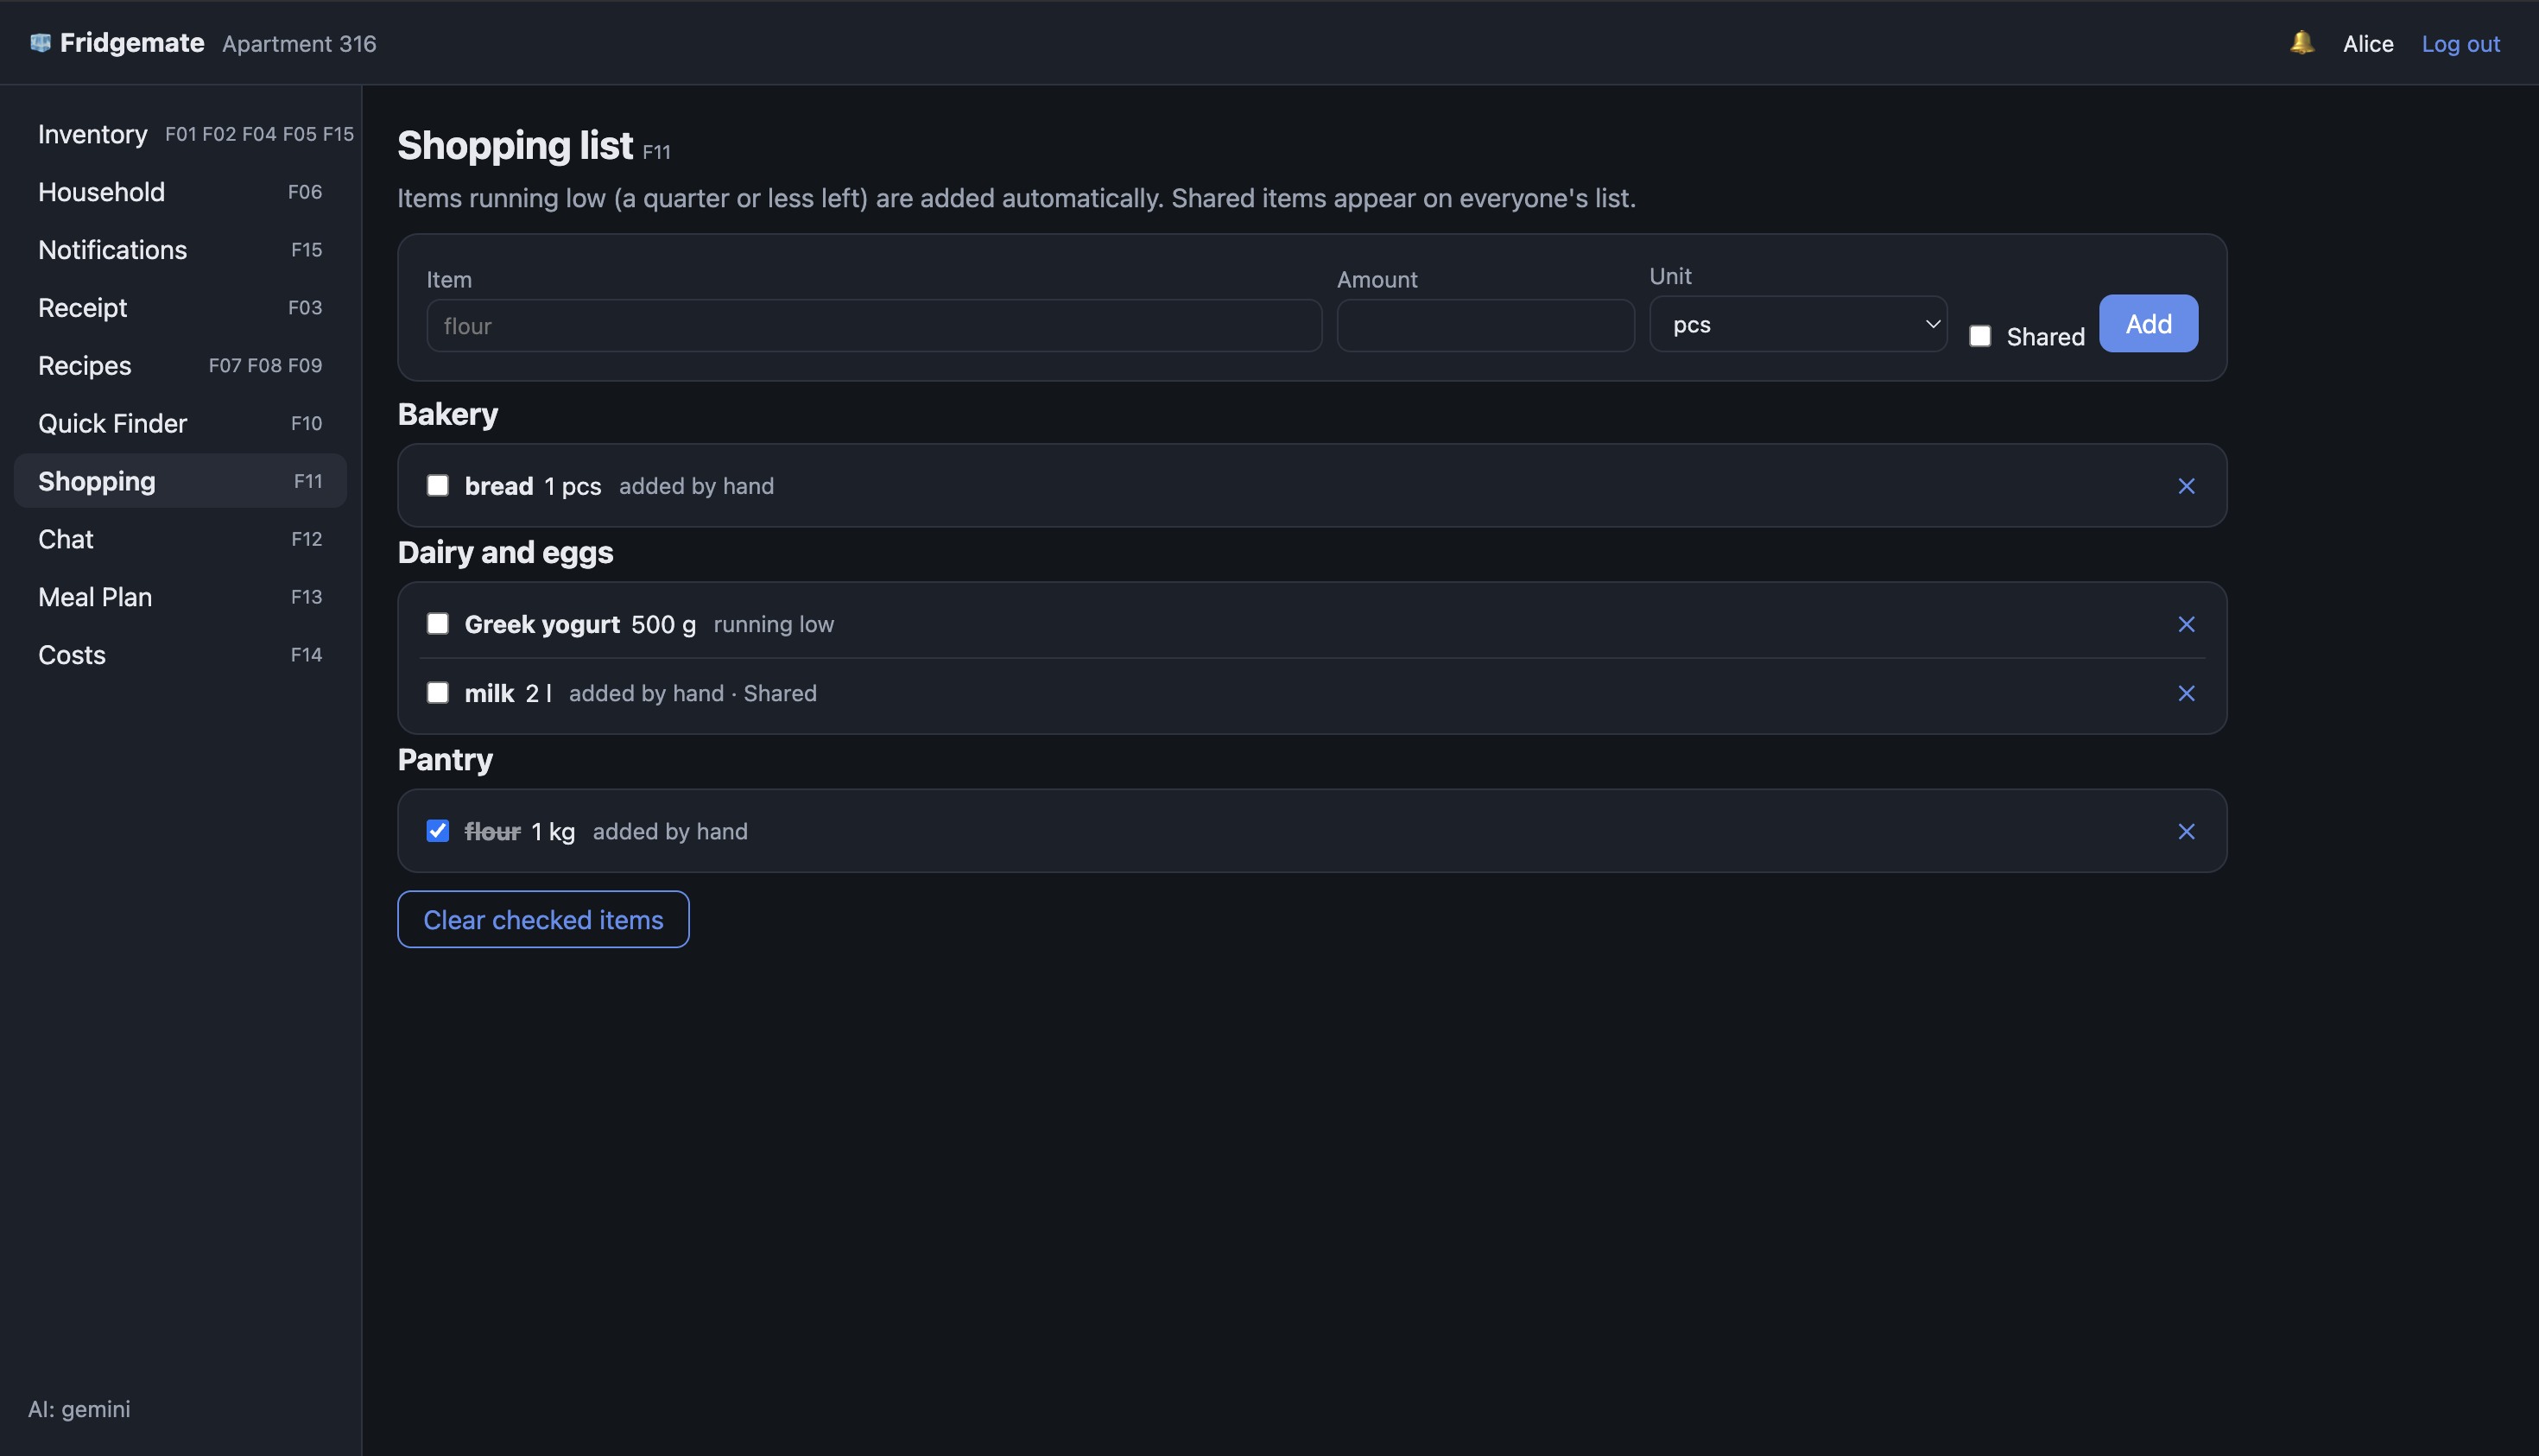 Fridgemate Apartment 316
Alice Log out
Inventory F01 F02 F04 F05 F15
Household F06
Notifications F15
Receipt F03
Recipes F07 F08 F09
Quick Finder F10
Shopping F11
Chat F12
Meal Plan F13
Costs F14
AI: gemini
Shopping list F11
Items running low (a quarter or less left) are added automatically. Shared items appear on everyone's list.
Item Amount Unit
flour pcs Shared Add
Bakery
bread 1 pcs added by hand ×
Dairy and eggs
Greek yogurt 500 g running low ×
milk 2 l added by hand · Shared ×
Pantry
flour 1 kg added by hand ×
Clear checked items